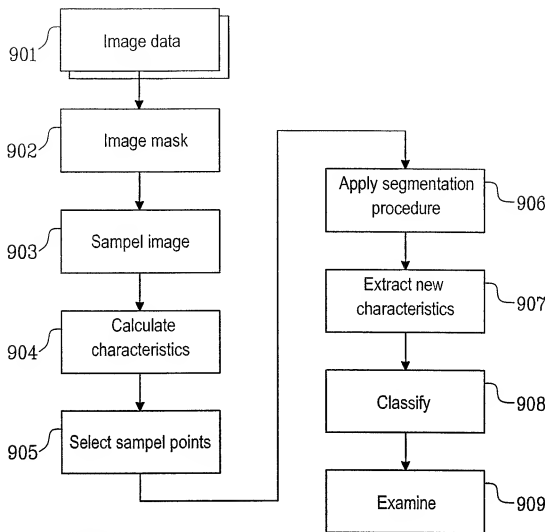 901
Image data
902
Image mask
903
Sampel image
904
Calculate
characteristics
905
Select sampel points
Apply segmentation
procedure
906
Extract new
characteristics
907
Classify
908
Examine
909